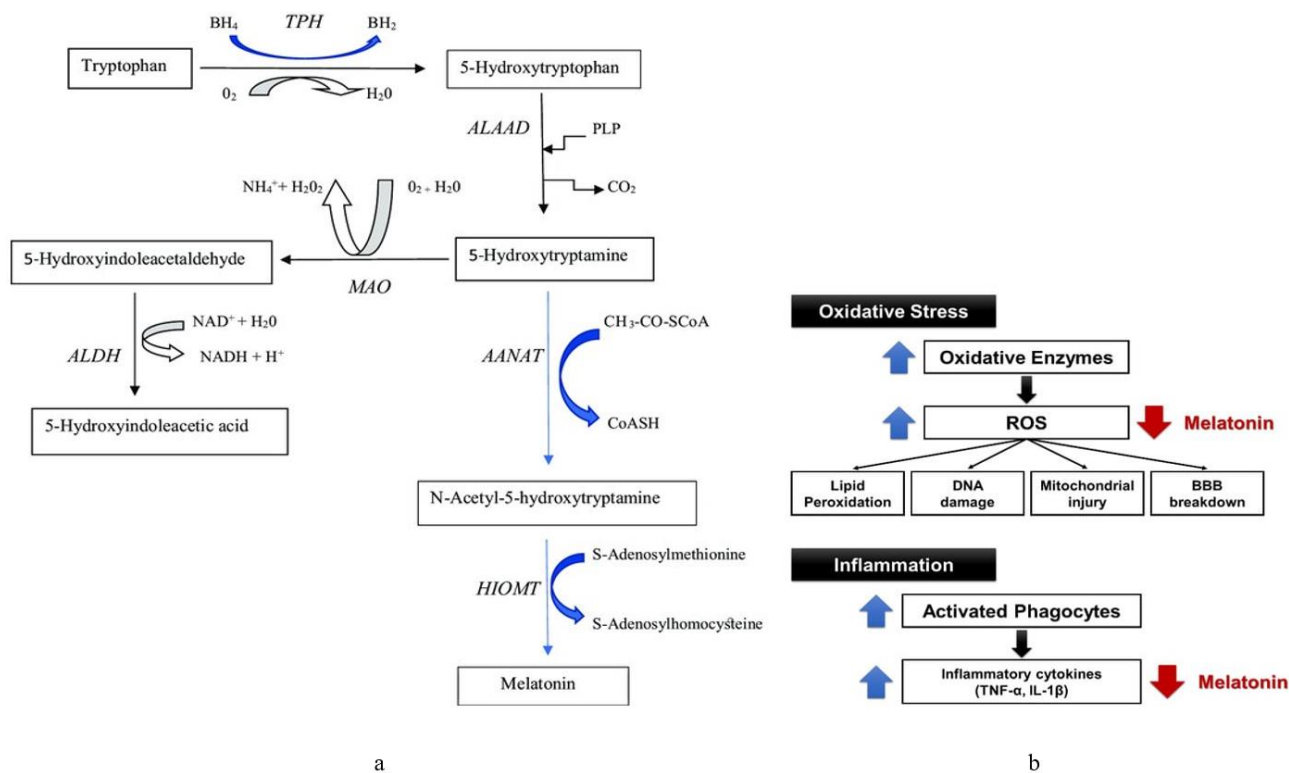 BH₄ TPH BH₂
Tryptophan
5-Hydroxytryptophan
0₂ H₂0
ALAAD
PLP
CO₂
NH₄⁺+ H₂0₂
0₂ + H₂0
5-Hydroxyindoleacetaldehyde
5-Hydroxytryptamine
MAO
NAD⁺ + H₂0
ALDH
NADH + H⁺
5-Hydroxyindoleacetic acid
CH₃-CO-SCoA
AANAT
CoASH
N-Acetyl-5-hydroxytryptamine
S-Adenosylmethionine
HIOMT
S-Adenosylhomocysteine
Melatonin
a
Oxidative Stress
Oxidative Enzymes
ROS
Melatonin
Lipid
Peroxidation
DNA
damage
Mitochondrial
injury
BBB
breakdown
Inflammation
Activated Phagocytes
Inflammatory cytokines
(TNF-α, IL-1β)
Melatonin
b